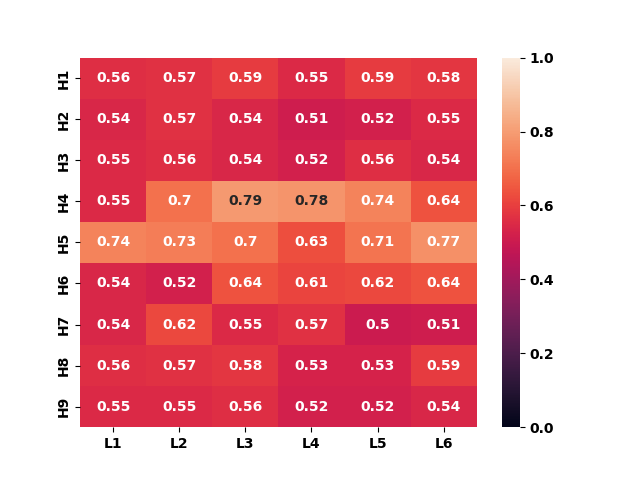 1.0
H1 0.56 0.57 0.59 0.55 0.59 0.58
H2 0.54 0.57 0.54 0.51 0.52 0.55
0.8
H3 0.55 0.56 0.54 0.52 0.56 0.54
H4 0.55 0.7 0.79 0.78 0.74 0.64
0.6
H5 0.74 0.73 0.7 0.63 0.71 0.77
0.4
H6 0.54 0.52 0.64 0.61 0.62 0.64
H7 0.54 0.62 0.55 0.57 0.5 0.51
0.2
H8 0.56 0.57 0.58 0.53 0.53 0.59
H9 0.55 0.55 0.56 0.52 0.52 0.54
0.0
L1 L2 L3 L4 L5 L6